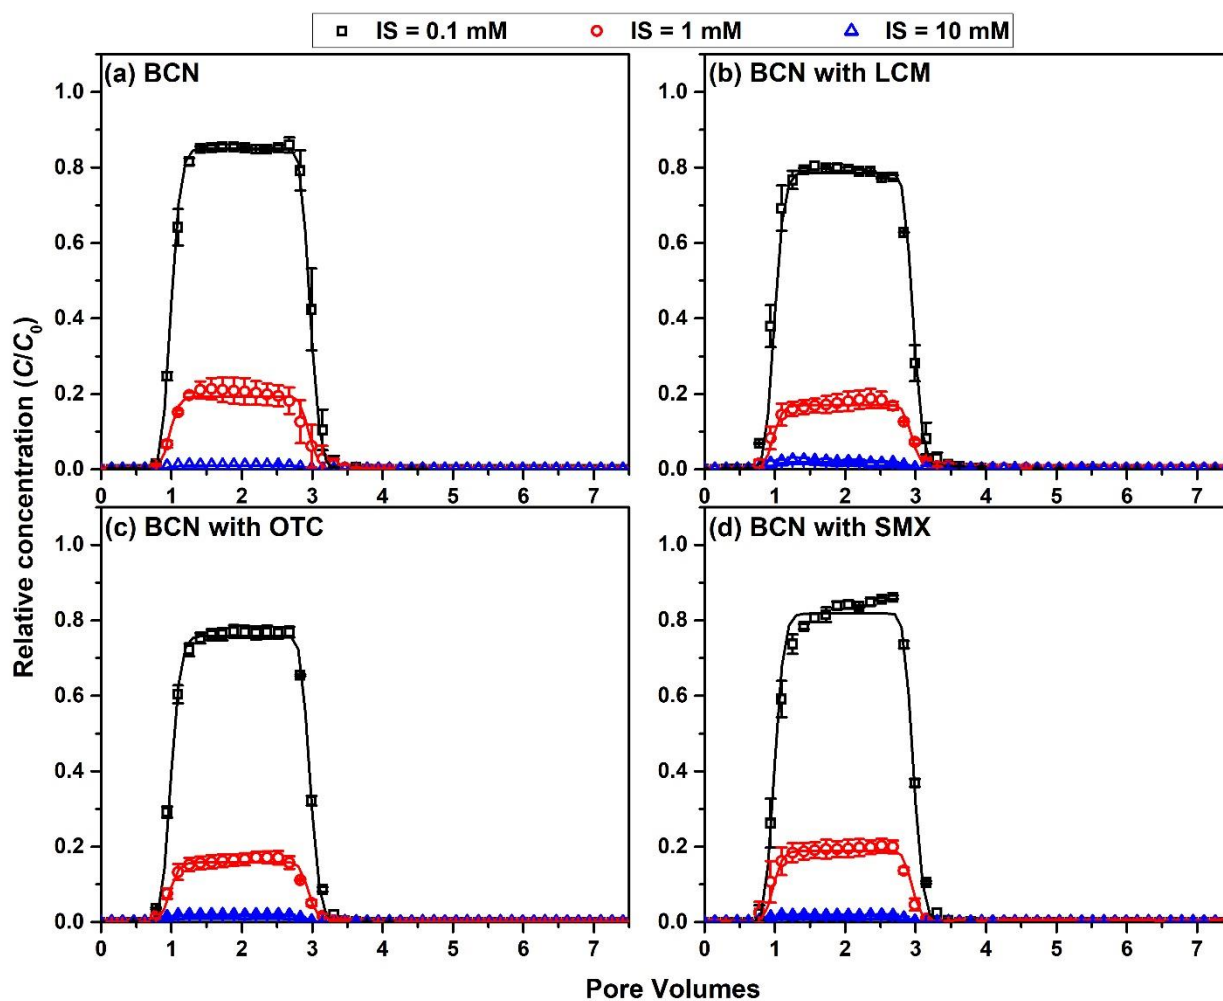 IS = 0.1 mM IS = 1 mM IS = 10 mM
(a) BCN
(b) BCN with LCM
1.0
0.8
0.6
0.4
0.2
0.0
0 1 2 3 4 5 6 7
1.0
0.8
0.6
0.4
0.2
0.0
0 1 2 3 4 5 6 7
(c) BCN with OTC
(d) BCN with SMX
1.0
0.8
0.6
0.4
0.2
0.0
0 1 2 3 4 5 6 7
1.0
0.8
0.6
0.4
0.2
0.0
0 1 2 3 4 5 6 7
Relative concentration (C/C₀)
Pore Volumes